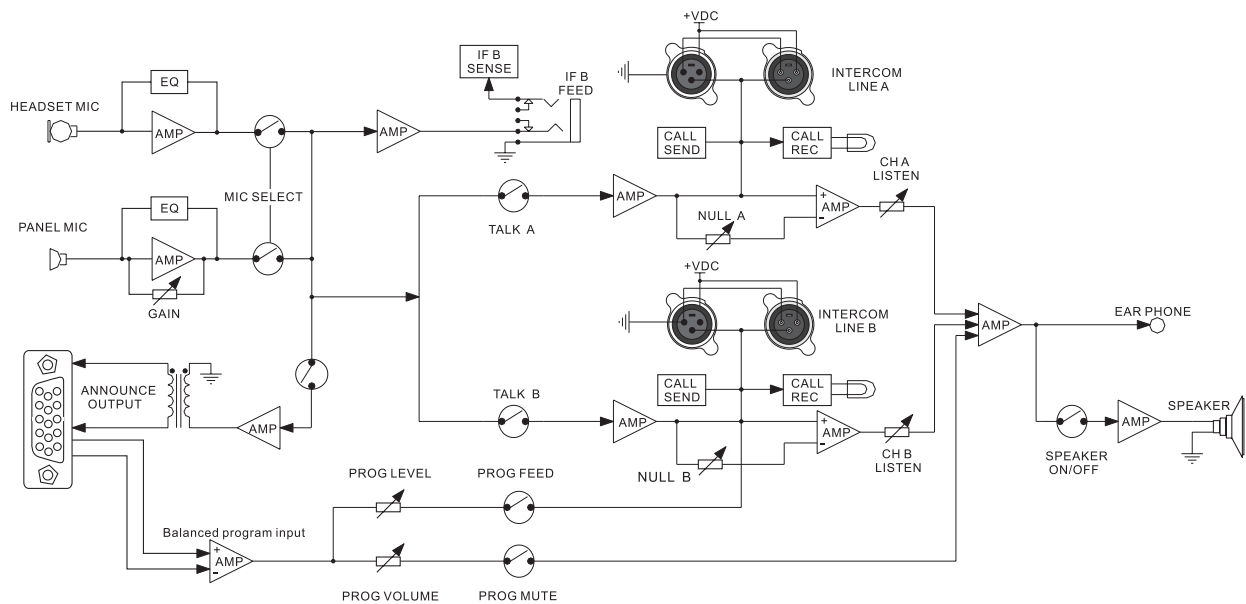 +VDC
IF B
SENSE
EQ
IF B
FEED
INTERCOM
LINE A
HEADSET MIC
AMP
AMP
CALL
SEND
CALL
REC
CH A
LISTEN
MIC SELECT
AMP
+
AMP
-
EQ
TALK A
NULL A
PANEL MIC
AMP
+VDC
GAIN
INTERCOM
LINE B
AMP
EAR PHONE
ANNOUNCE
OUTPUT
TALK B
CALL
SEND
CALL
REC
SPEAKER
AMP
AMP
+
AMP
-
AMP
CH B
LISTEN
SPEAKER
ON/OFF
PROG LEVEL
PROG FEED
NULL B
Balanced program input
+
AMP
-
PROG VOLUME
PROG MUTE